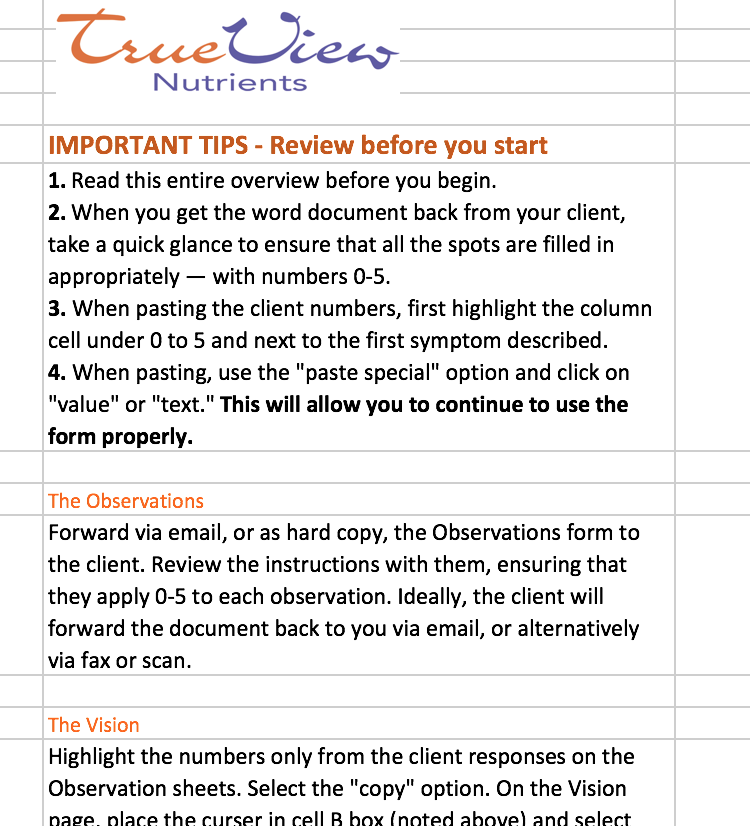 TrueView
Nutrients
IMPORTANT TIPS - Review before you start
1. Read this entire overview before you begin.
2. When you get the word document back from your client,
take a quick glance to ensure that all the spots are filled in
appropriately — with numbers 0-5.
3. When pasting the client numbers, first highlight the column
cell under 0 to 5 and next to the first symptom described.
4. When pasting, use the "paste special" option and click on
"value" or "text." This will allow you to continue to use the
form properly.
The Observations
Forward via email, or as hard copy, the Observations form to
the client. Review the instructions with them, ensuring that
they apply 0-5 to each observation. Ideally, the client will
forward the document back to you via email, or alternatively
via fax or scan.
The Vision
Highlight the numbers only from the client responses on the
Observation sheets. Select the "copy" option. On the Vision
page, place the curser in cell B box (noted above) and select